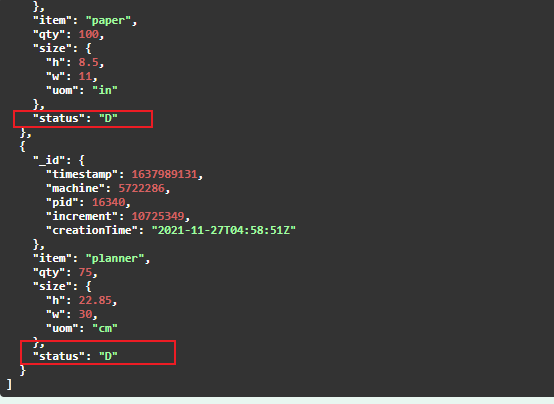 },
"item": "paper",
"qty": 100,
"size": {
"h": 8.5,
"w": 11,
"uom": "in"
},
"status": "D"
},
{
"_id": {
"timestamp": 1637989131,
"machine": 5722286,
"pid": 16340,
"increment": 10725349,
"creationTime": "2021-11-27T04:58:51Z"
},
"item": "planner",
"qty": 75,
"size": {
"h": 22.85,
"w": 30,
"uom": "cm"
},
"status": "D"
}
]